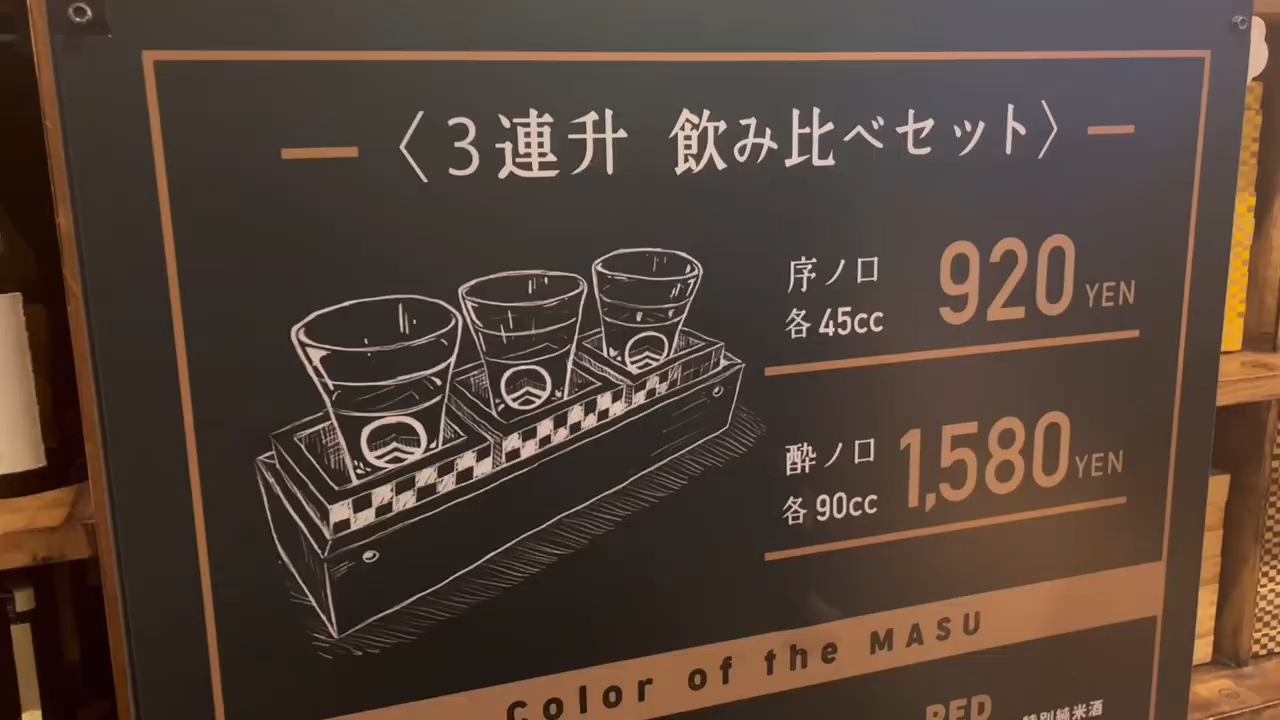 〈3連升 飲み比べセット〉
序ノ口 920 YEN
各45cc
酔ノ口 1,580 YEN
各90cc
Color of the MASU
RED 特別純米酒